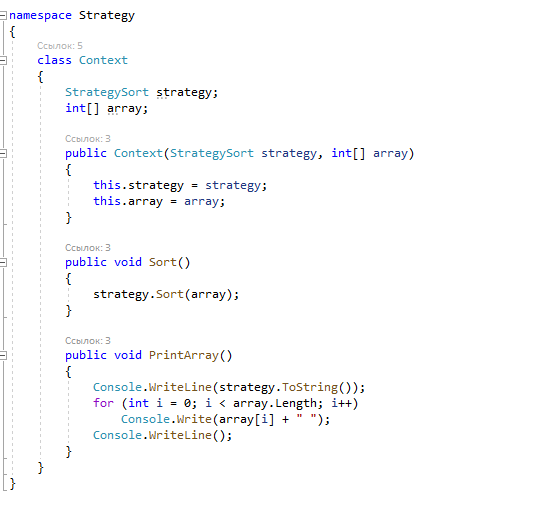 namespace Strategy
{
Ссылок: 5
class Context
{
StrategySort strategy;
int[] array;
Ссылок: 3
public Context(StrategySort strategy, int[] array)
{
this.strategy = strategy;
this.array = array;
}
Ссылок: 3
public void Sort()
{
strategy.Sort(array);
}
Ссылок: 3
public void PrintArray()
{
Console.WriteLine(strategy.ToString());
for (int i = 0; i < array.Length; i++)
Console.Write(array[i] + " ");
Console.WriteLine();
}
}
}